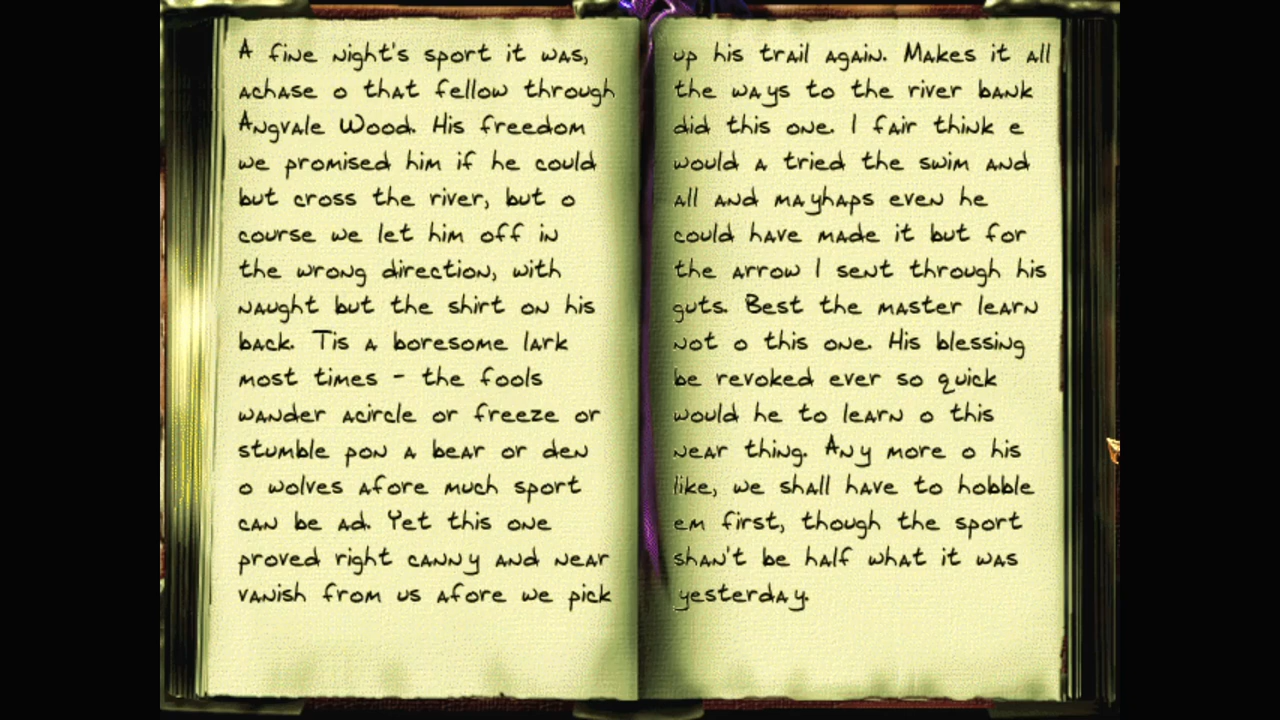 A fine night's sport it was,
achase o that fellow through
Angvale Wood. His freedom
we promised him if he could
but cross the river, but o
course we let him off in
the wrong direction, with
naught but the shirt on his
back. Tis a boresome lark
most times - the fools
wander acircle or freeze or
stumble pon a bear or den
o wolves afore much sport
can be ad. Yet this one
proved right canny and near
vanish from us afore we pick
up his trail again. Makes it all
the ways to the river bank
did this one. I fair think e
would a tried the swim and
all and mayhaps even he
could have made it but for
the arrow I sent through his
guts. Best the master learn
not o this one. His blessing
be revoked ever so quick
would he to learn o this
near thing. Any more o his
like, we shall have to hobble
em first, though the sport
shan't be half what it was
yesterday.